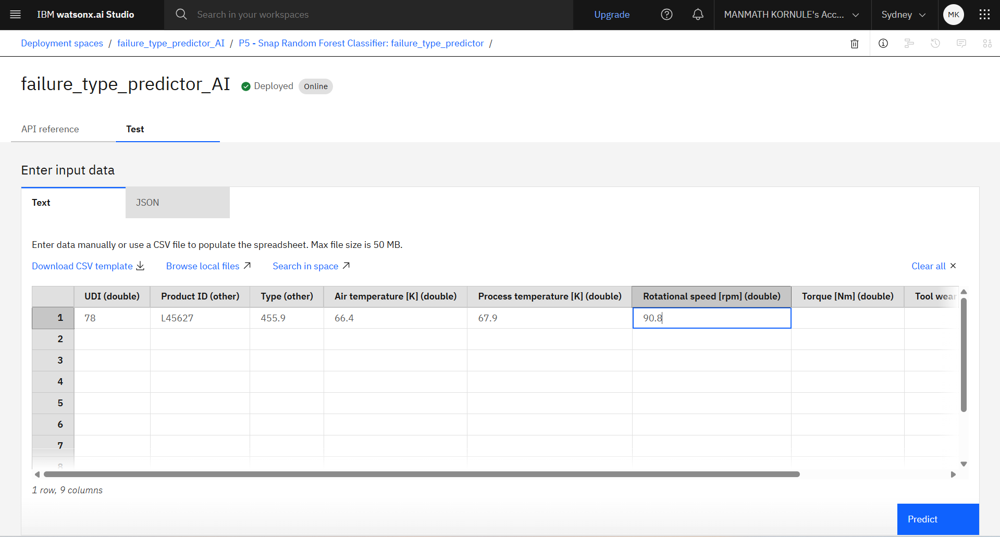 IBM watsonx.ai Studio
Search in your workspaces
Upgrade
MANMATH KORNULE's Acc...
Sydney
MK
Deployment spaces / failure_type_predictor_AI / P5 - Snap Random Forest Classifier: failure_type_predictor /
failure_type_predictor_AI
Deployed
Online
API reference
Test
Enter input data
Text
JSON
Enter data manually or use a CSV file to populate the spreadsheet. Max file size is 50 MB.
Download CSV template
Browse local files
Search in space
Clear all
UDI (double) Product ID (other) Type (other) Air temperature [K] (double) Process temperature [K] (double) Rotational speed [rpm] (double) Torque [Nm] (double) Tool wear
1 78 L45627 455.9 66.4 67.9 90.8
2
3
4
5
6
7
8
1 row, 9 columns
Predict